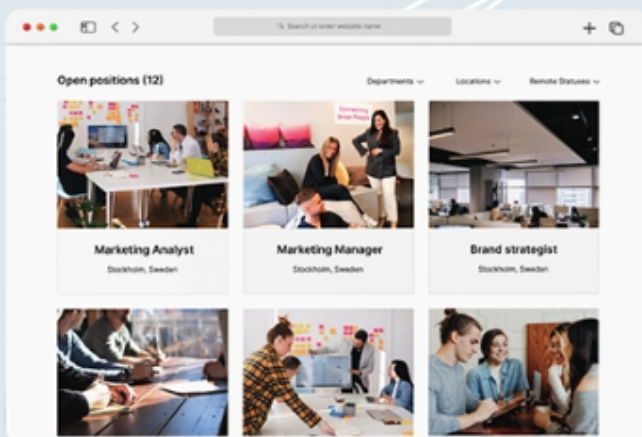 Search or enter website name
Open positions (12)
Departments
Locations
Remote Statuses
Marketing Analyst
Stockholm, Sweden
Marketing Manager
Stockholm, Sweden
Brand strategist
Stockholm, Sweden